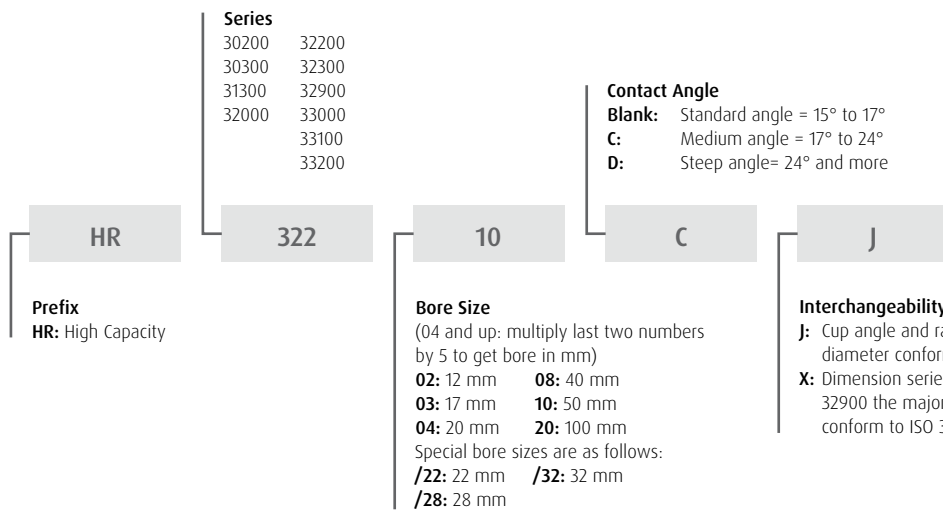 Series
30200 32200
30300 32300
31300 32900
32000 33000
33100
33200
Contact Angle
Blank: Standard angle = 15° to 17°
C: Medium angle = 17° to 24°
D: Steep angle= 24° and more
HR 322 10 C J
Prefix
HR: High Capacity
Bore Size
(04 and up: multiply last two numbers
by 5 to get bore in mm)
02: 12 mm 08: 40 mm
03: 17 mm 10: 50 mm
04: 20 mm 20: 100 mm
Special bore sizes are as follows:
/22: 22 mm /32: 32 mm
/28: 28 mm
Interchangeability
J: Cup angle and
diameter
X: Dimension
32900 the
conform to ISO